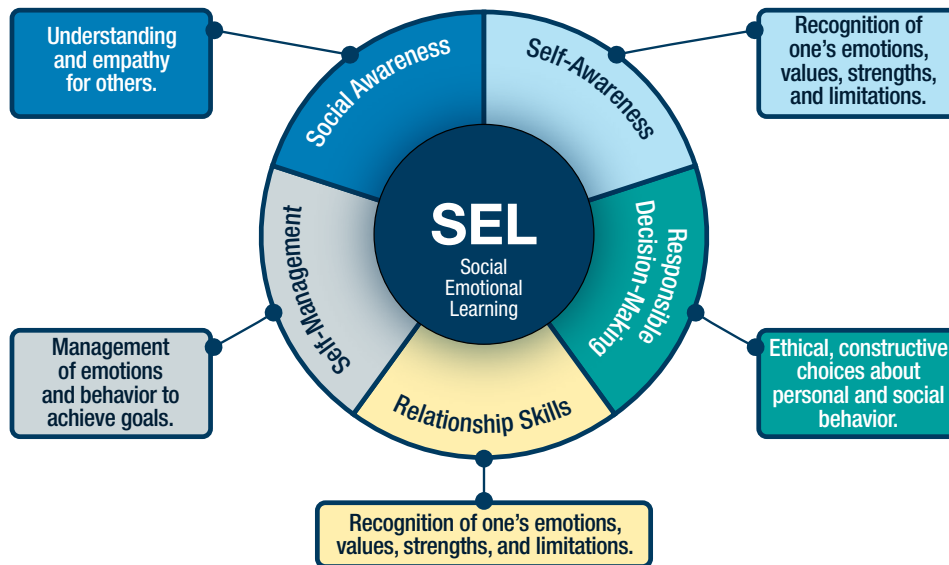 Understanding
and empathy
for others.
Social Awareness
Self-Awareness
Recognition of
one's emotions,
values, strengths,
and limitations.
SEL
Social
Emotional
Learning
Self-Management
Responsible
Decision-Making
Management
of emotions
and behavior to
achieve goals.
Relationship Skills
Ethical, constructive
choices about
personal and social
behavior.
Recognition of one's emotions,
values, strengths, and limitations.